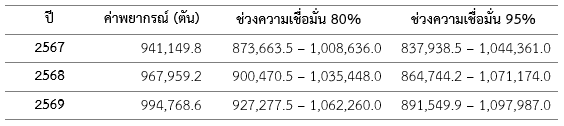 ปี ค่าพยากรณ์ (ตัน) ช่วงความเชื่อมั่น 80% ช่วงความเชื่อมั่น 95%
2567 941,149.8 873,663.5 – 1,008,636.0 837,938.5 – 1,044,361.0
2568 967,959.2 900,470.5 – 1,035,448.0 864,744.2 – 1,071,174.0
2569 994,768.6 927,277.5 – 1,062,260.0 891,549.9 – 1,097,987.0